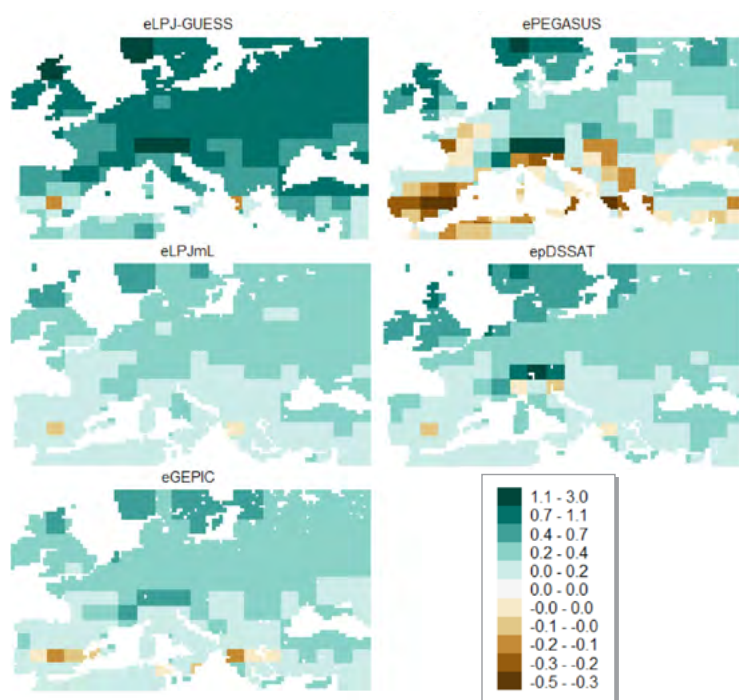 eLPJ-GUESS
ePEGASUS
eLPJmL
epDSSAT
eGEPIC
1.1 - 3.0
0.7 - 1.1
0.4 - 0.7
0.2 - 0.4
0.0 - 0.2
0.0 - 0.0
-0.0 - 0.0
-0.1 - -0.0
-0.2 - -0.1
-0.3 - -0.2
-0.5 - -0.3